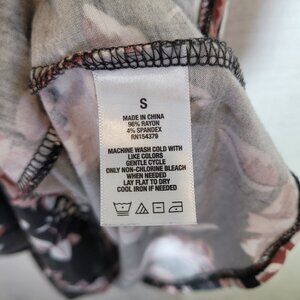 S
MADE IN CHINA
96% RAYON
4% SPANDEX
RN154379
MACHINE WASH COLD WITH
LIKE COLORS
GENTLE CYCLE
ONLY NON-CHLORINE BLEACH
WHEN NEEDED
LAY FLAT TO DRY
COOL IRON IF NEEDED